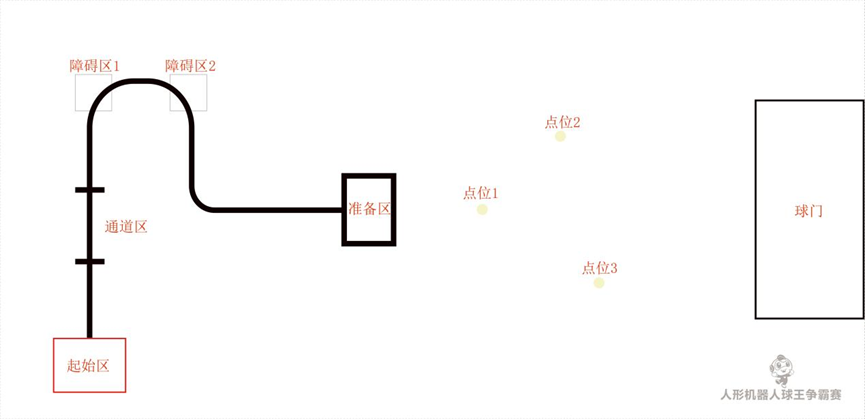 障碍区1
障碍区2
点位2
点位1
准备区
球门
通道区
点位3
起始区
人形机器人球王争霸赛